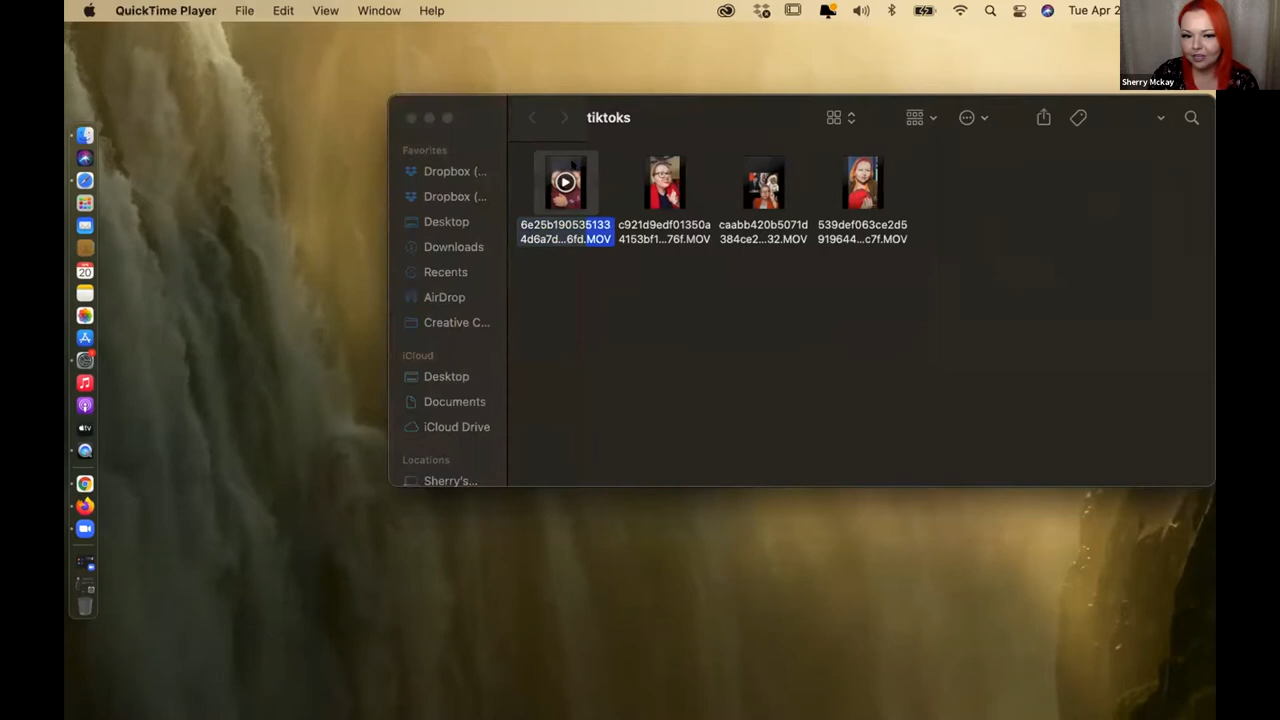 QuickTime Player File Edit View Window Help Tue Apr 2
Sherry Mckay
tiktoks
Favorites
Dropbox (...
Dropbox (...
Desktop
Downloads
Recents
AirDrop
Creative C...
iCloud
Desktop
Documents
iCloud Drive
Locations
Sherry's...
6e25b190535133
4d6a7d...6fd.MOV
c921d9edf01350a
4153bf1...76f.MOV
caabb420b5071d
384ce2...32.MOV
539def063ce2d5
919644...c7f.MOV
20
tv